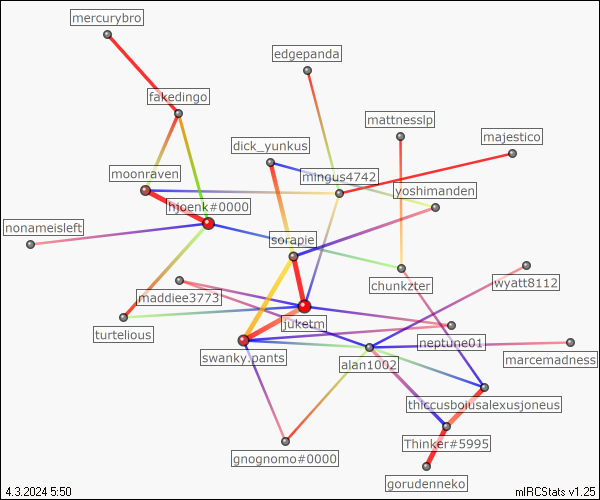 mercurybro
edgepanda
fakedingo
mattnesslp
majestico
dick_yunkus
moonraven
mingus4742
yoshimanden
hjoenk#0000
nonameisleft
sorapie
chunkzter
wyatt8112
maddiee3773
turtelious
juketm
neptune01
swanky.pants
alan1002
marcemadness
thiccusboiusalexusjoneus
Thinker#5995
gnognomo#0000
gorudenneko
4.3.2024 5:50
mIRCStats v1.25